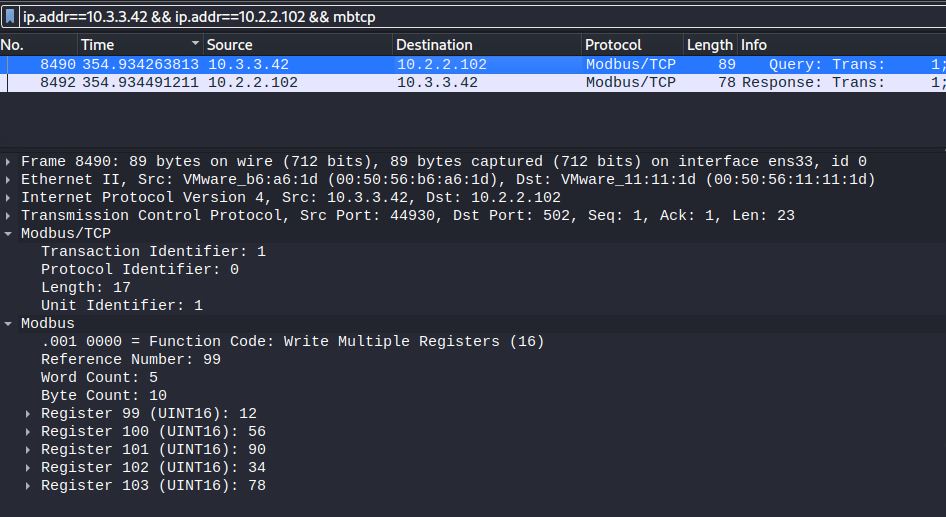 ip.addr==10.3.3.42 && ip.addr==10.2.2.102 && mbtcp
No. Time Source Destination Protocol Length Info
8490 354.934263813 10.3.3.42 10.2.2.102 Modbus/TCP 89 Query: Trans: 1;
8492 354.934491211 10.2.2.102 10.3.3.42 Modbus/TCP 78 Response: Trans: 1;
Frame 8490: 89 bytes on wire (712 bits), 89 bytes captured (712 bits) on interface ens33, id 0
Ethernet II, Src: VMware_b6:a6:1d (00:50:56:b6:a6:1d), Dst: VMware_11:11:1d (00:50:56:11:11:1d)
Internet Protocol Version 4, Src: 10.3.3.42, Dst: 10.2.2.102
Transmission Control Protocol, Src Port: 44930, Dst Port: 502, Seq: 1, Ack: 1, Len: 23
Modbus/TCP
Transaction Identifier: 1
Protocol Identifier: 0
Length: 17
Unit Identifier: 1
Modbus
.001 0000 = Function Code: Write Multiple Registers (16)
Reference Number: 99
Word Count: 5
Byte Count: 10
Register 99 (UINT16): 12
Register 100 (UINT16): 56
Register 101 (UINT16): 90
Register 102 (UINT16): 34
Register 103 (UINT16): 78